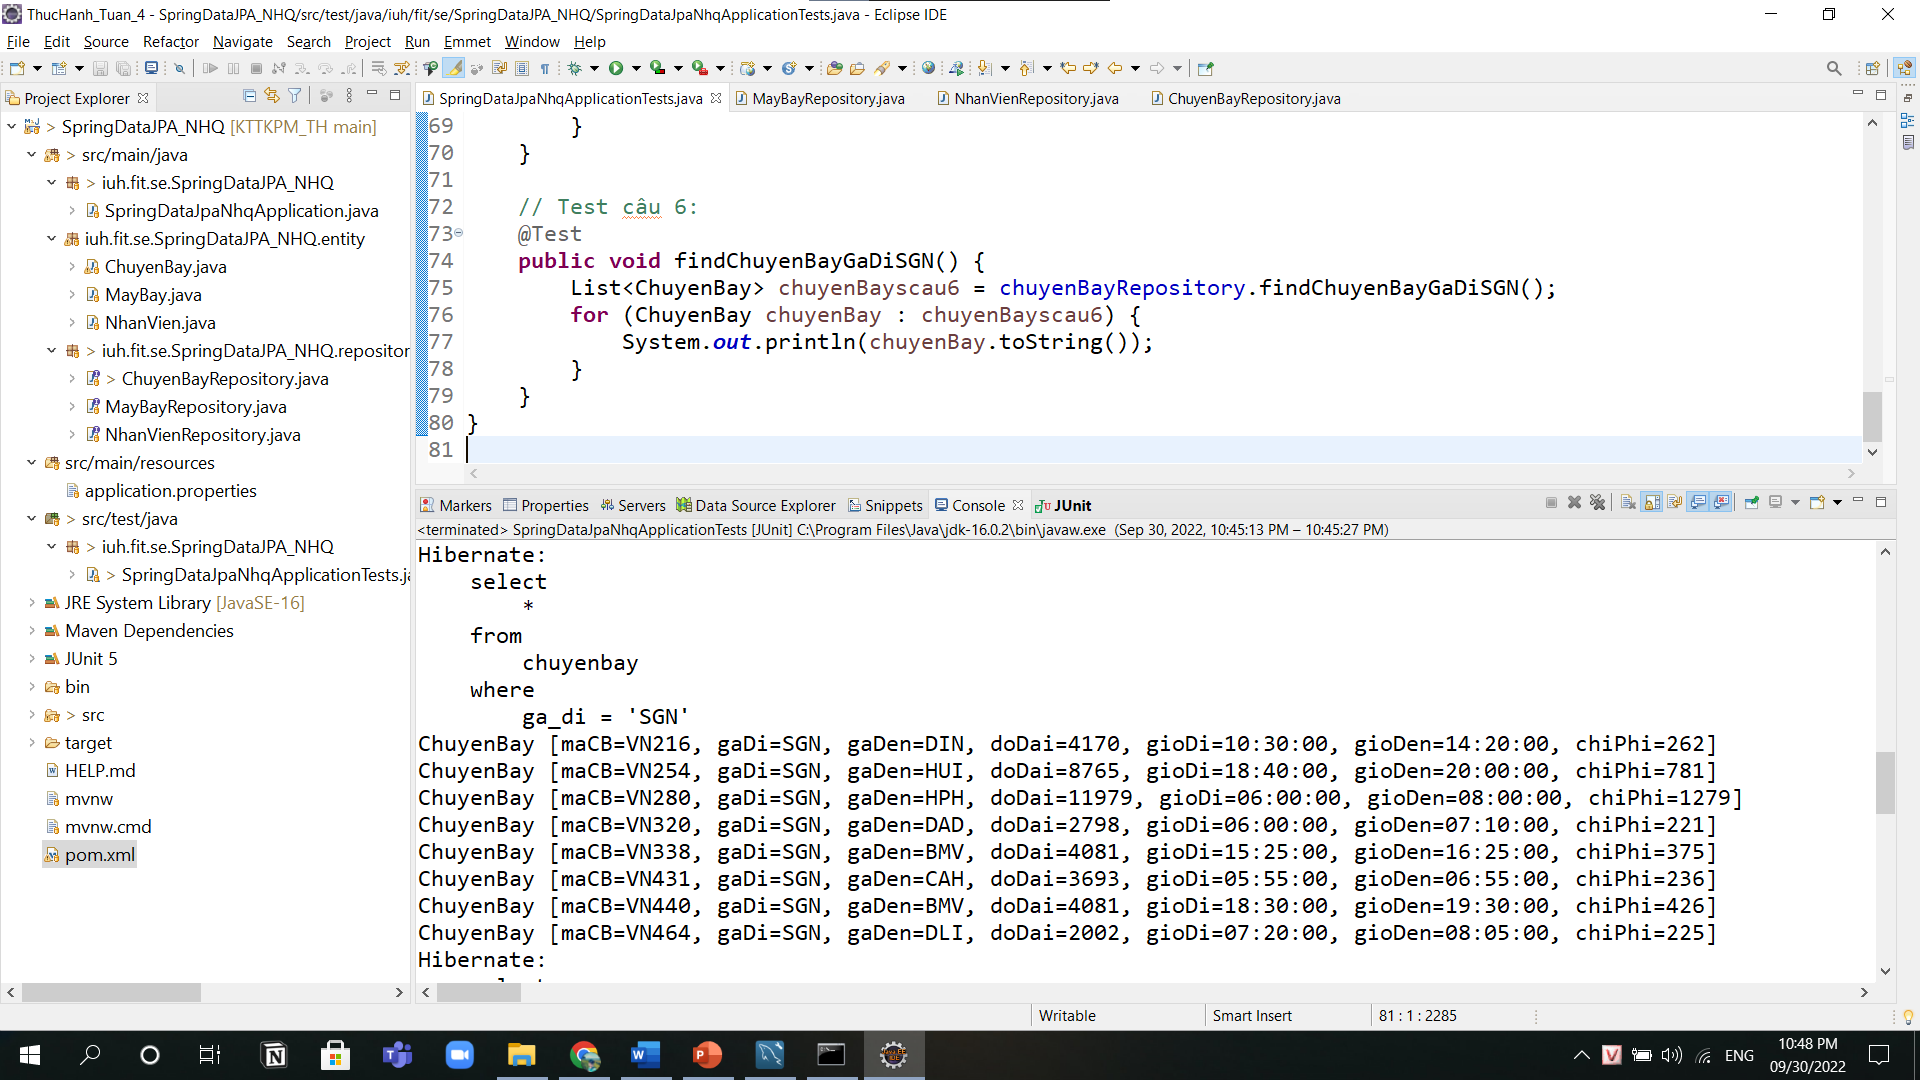 ThucHanh_Tuan_4 - SpringDataJPA_NHQ/src/test/java/iuh/fit/se/SpringDataJPA_NHQ/SpringDataJpaNhqApplicationTests.java - Eclipse IDE
File Edit Source Refactor Navigate Search Project Run Emmet Window Help
Project Explorer
> SpringDataJPA_NHQ [KTTKPM_TH main]
> src/main/java
> iuh.fit.se.SpringDataJPA_NHQ
SpringDataJpaNhqApplication.java
iuh.fit.se.SpringDataJPA_NHQ.entity
ChuyenBay.java
MayBay.java
NhanVien.java
> iuh.fit.se.SpringDataJPA_NHQ.repositor
> ChuyenBayRepository.java
MayBayRepository.java
NhanVienRepository.java
src/main/resources
application.properties
> src/test/java
> iuh.fit.se.SpringDataJPA_NHQ
> SpringDataJpaNhqApplicationTests.ja
JRE System Library [JavaSE-16]
Maven Dependencies
JUnit 5
bin
> src
target
HELP.md
mvnw
mvnw.cmd
pom.xml
SpringDataJpaNhqApplicationTests.java MayBayRepository.java NhanVienRepository.java ChuyenBayRepository.java
69 }
70 }
71
72 // Test câu 6:
73 @Test
74 public void findChuyenBayGaDiSGN() {
75 List<ChuyenBay> chuyenBayscau6 = chuyenBayRepository.findChuyenBayGaDiSGN();
76 for (ChuyenBay chuyenBay : chuyenBayscau6) {
77 System.out.println(chuyenBay.toString());
78 }
79 }
80 }
81
Markers Properties Servers Data Source Explorer Snippets Console JUnit
<terminated> SpringDataJpaNhqApplicationTests [JUnit] C:\Program Files\Java\jdk-16.0.2\bin\javaw.exe (Sep 30, 2022, 10:45:13 PM – 10:45:27 PM)
Hibernate:
select
*
from
chuyenbay
where
ga_di = 'SGN'
ChuyenBay [maCB=VN216, gaDi=SGN, gaDen=DIN, doDai=4170, gioDi=10:30:00, gioDen=14:20:00, chiPhi=262]
ChuyenBay [maCB=VN254, gaDi=SGN, gaDen=HUI, doDai=8765, gioDi=18:40:00, gioDen=20:00:00, chiPhi=781]
ChuyenBay [maCB=VN280, gaDi=SGN, gaDen=HPH, doDai=11979, gioDi=06:00:00, gioDen=08:00:00, chiPhi=1279]
ChuyenBay [maCB=VN320, gaDi=SGN, gaDen=DAD, doDai=2798, gioDi=06:00:00, gioDen=07:10:00, chiPhi=221]
ChuyenBay [maCB=VN338, gaDi=SGN, gaDen=BMV, doDai=4081, gioDi=15:25:00, gioDen=16:25:00, chiPhi=375]
ChuyenBay [maCB=VN431, gaDi=SGN, gaDen=CAH, doDai=3693, gioDi=05:55:00, gioDen=06:55:00, chiPhi=236]
ChuyenBay [maCB=VN440, gaDi=SGN, gaDen=BMV, doDai=4081, gioDi=18:30:00, gioDen=19:30:00, chiPhi=426]
ChuyenBay [maCB=VN464, gaDi=SGN, gaDen=DLI, doDai=2002, gioDi=07:20:00, gioDen=08:05:00, chiPhi=225]
Hibernate:
Writable Smart Insert 81 : 1 : 2285
ENG
10:48 PM
09/30/2022